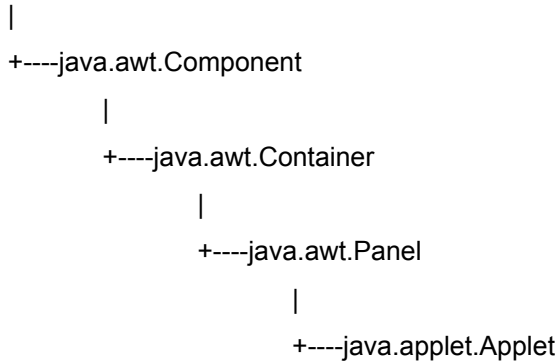 |
+----java.awt.Component
|
+----java.awt.Container
|
+----java.awt.Panel
|
+----java.applet.Applet